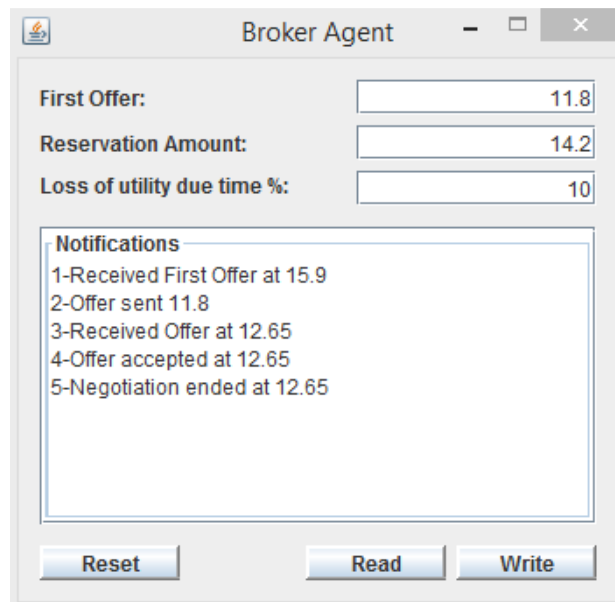 Broker Agent
First Offer: 11.8
Reservation Amount: 14.2
Loss of utility due time %: 10
Notifications
1-Received First Offer at 15.9
2-Offer sent 11.8
3-Received Offer at 12.65
4-Offer accepted at 12.65
5-Negotiation ended at 12.65
Reset Read Write